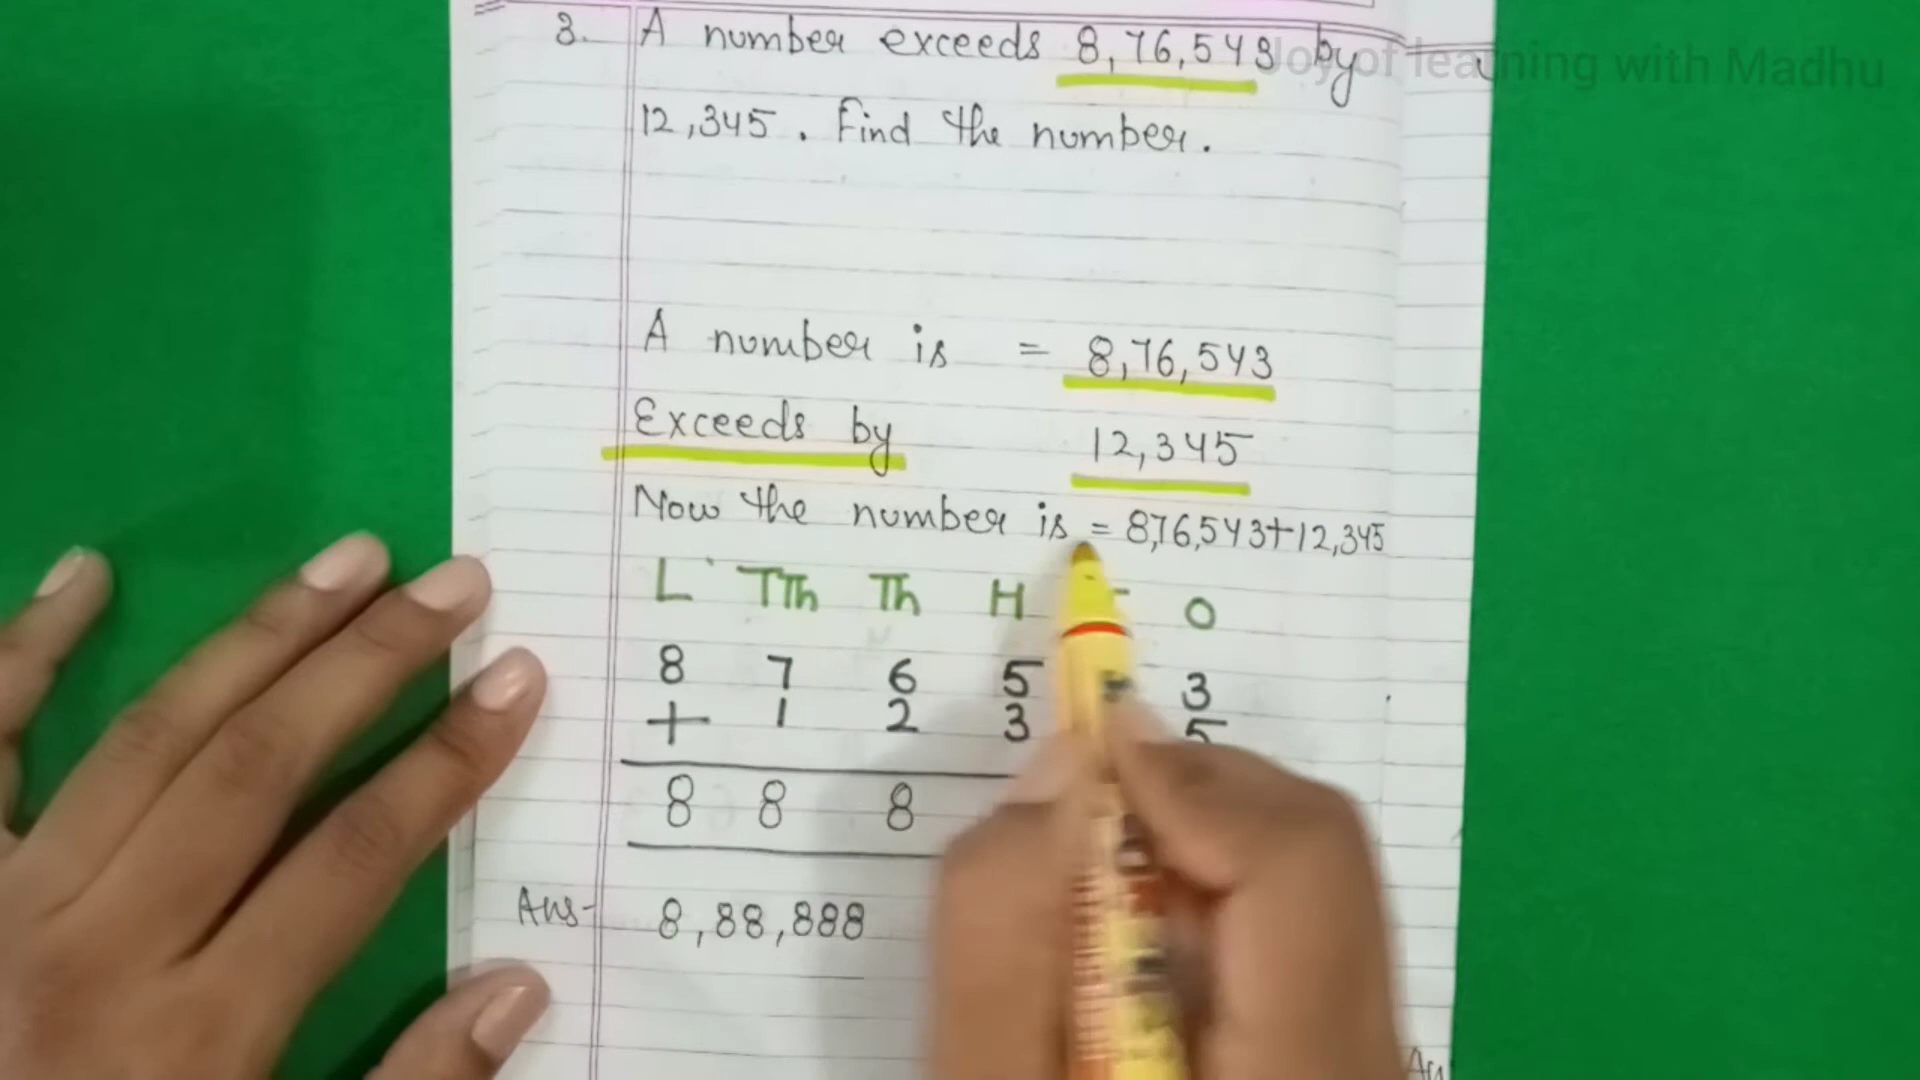 3. A number exceeds 8,76,543 by
Joy of learning with Madhu
12,345. Find the number.
A number is = 8,76,543
Exceeds by 12,345
Now the number is = 8,76,543+12,345
L TTh Th H O
8 7 6 5 3
+ 1 2 3 5
8 8 8
Ans- 8,88,888